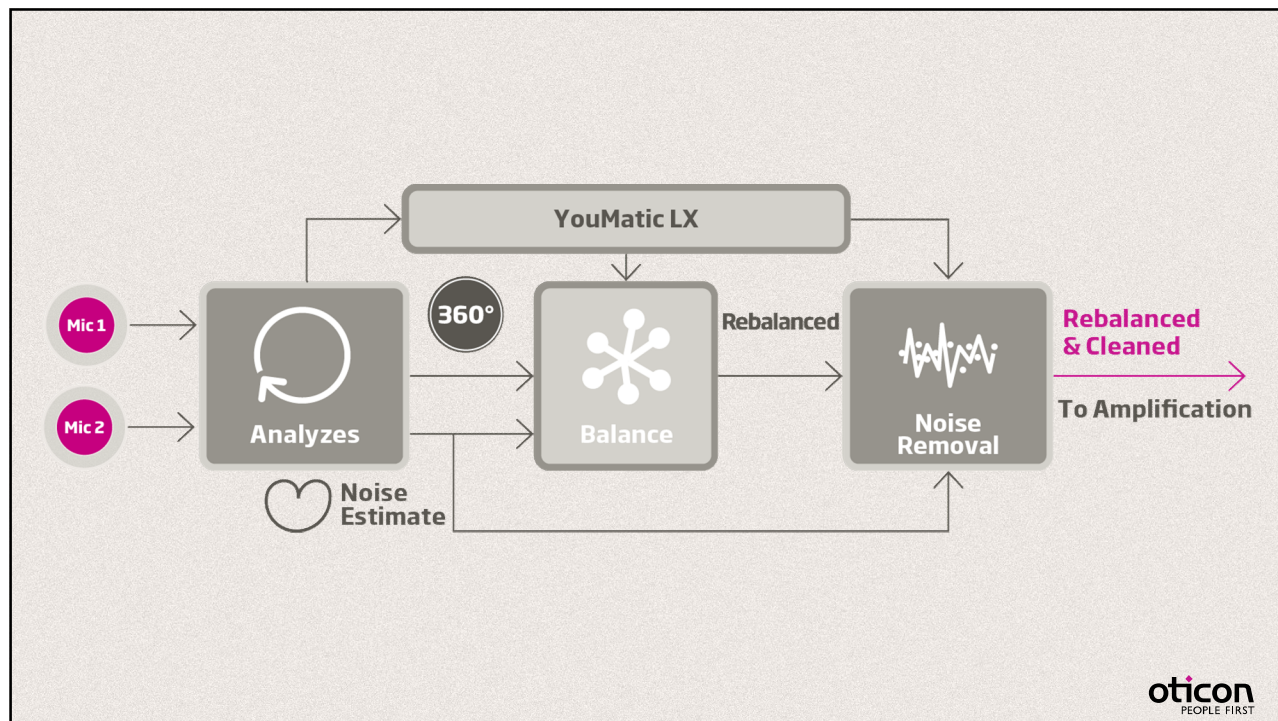 YouMatic LX
Mic 1
Mic 2
360°
Analyzes
Noise
Estimate
Balance
Rebalanced
Noise
Removal
Rebalanced
& Cleaned
To Amplification
oticon
PEOPLE FIRST